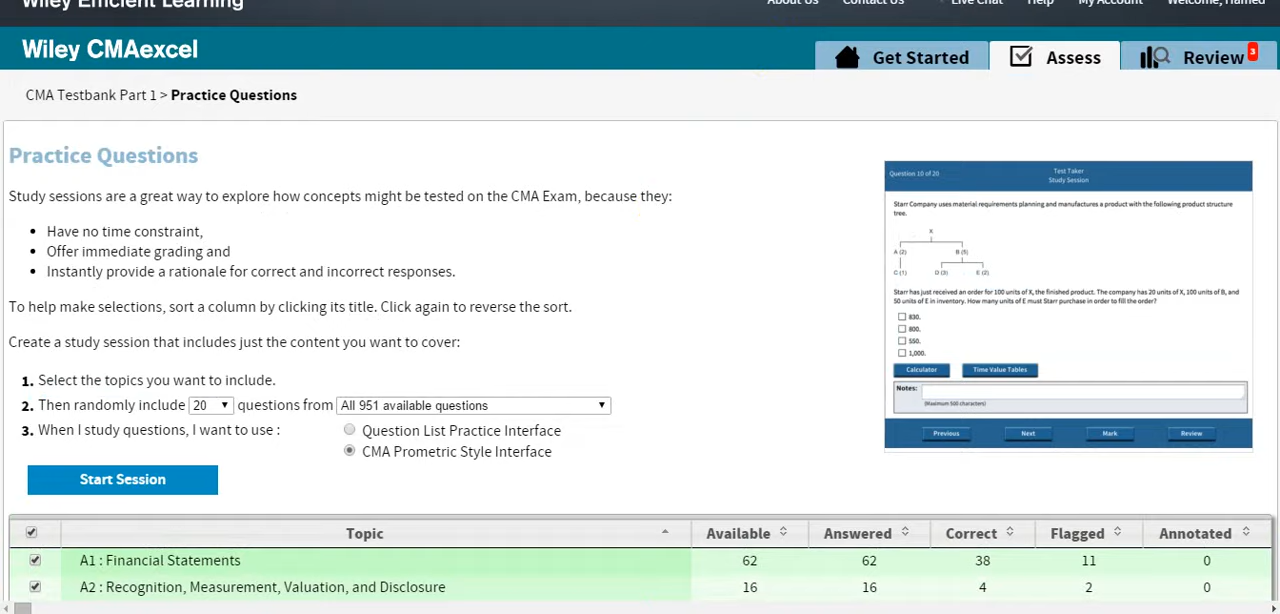 Wiley Efficient Learning
About Us Contact Us Live Chat Help My Account Welcome, Hamed
Wiley CMAexcel
Get Started Assess Review 3
CMA Testbank Part 1 > Practice Questions
Practice Questions
Study sessions are a great way to explore how concepts might be tested on the CMA Exam, because they:
• Have no time constraint,
• Offer immediate grading and
• Instantly provide a rationale for correct and incorrect responses.
To help make selections, sort a column by clicking its title. Click again to reverse the sort.
Create a study session that includes just the content you want to cover:
1. Select the topics you want to include.
2. Then randomly include 20 questions from All 951 available questions
3. When I study questions, I want to use :
Question List Practice Interface
CMA Prometric Style Interface
Start Session
Question 10 of 20
Test Taker
Study Session
Starr Company uses material requirements planning and manufactures a product with the following product structure
tree.
X
A (2) B (5)
C (1) D (3) E (2)
Starr has just received an order for 100 units of X, the finished product. The company has 20 units of X, 100 units of B, and
50 units of E in inventory. How many units of E must Starr purchase in order to fill the order?
830.
800.
550.
1,000.
Calculator Time Value Tables
Notes:
(Maximum 500 characters)
Previous Next Mark Review
Topic Available Answered Correct Flagged Annotated
A1 : Financial Statements 62 62 38 11 0
A2 : Recognition, Measurement, Valuation, and Disclosure 16 16 4 2 0